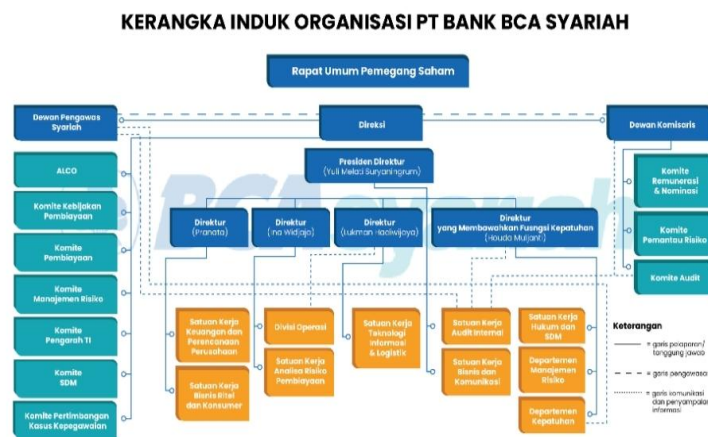 KERANGKA INDUK ORGANISASI PT BANK BCA SYARIAH
Rapat Umum Pemegang Saham
Dewan Pengawas
Syariah
Direksi
Dewan Komisaris
Presiden Direktur
(Yuli Melati Suryaningrum)
ALCO
Komite Kebijakan
Pembiayaan
Komite
Pembiayaan
Komite
Manajemen Risiko
Komite
Pengarah TI
Komite
SDM
Komite Pertimbangan
Kasus Kepegawaian
Direktur
(Pranata)
Direktur
(Ina Widjaja)
Direktur
(Lukman Hadiwijaya)
Direktur
yang Membawahkan Fusngsi Kepatuhan
(Houda Muljanti)
Komite
Remunerasi
& Nominasi
Komite
Pemantau Risiko
Komite Audit
Satuan Kerja
Keuangan dan
Perencanaan
Perusahaan
Satuan Kerja
Bisnis Ritel
dan Konsumer
Divisi Operasi
Satuan Kerja
Analisa Risiko
Pembiayaan
Satuan Kerja
Teknologi
Informasi
& Logistik
Satuan Kerja
Audit Internal
Satuan Kerja
Bisnis dan
Komunikasi
Satuan Kerja
Hukum dan
SDM
Departemen
Manajemen
Risiko
Departemen
Kepatuhan
Keterangan
= garis pelaporan/
tanggung jawab
= garis pengawasan
= garis komunikasi
dan penyampaian
informasi
BCA syariah